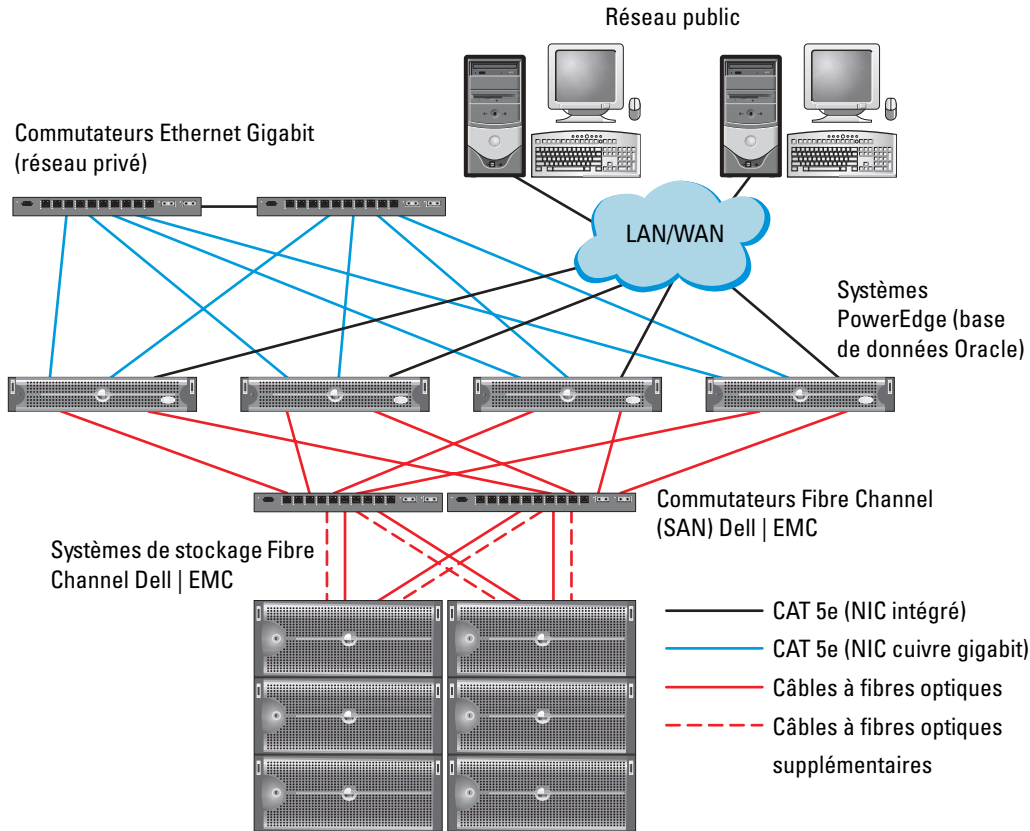 Réseau public
Commutateurs Ethernet Gigabit
(réseau privé)
LAN/WAN
Systèmes
PowerEdge (base
de données Oracle)
Commutateurs Fibre Channel
(SAN) Dell | EMC
Systèmes de stockage Fibre
Channel Dell | EMC
CAT 5e (NIC intégré)
CAT 5e (NIC cuivre gigabit)
Câbles à fibres optiques
Câbles à fibres optiques
supplémentaires